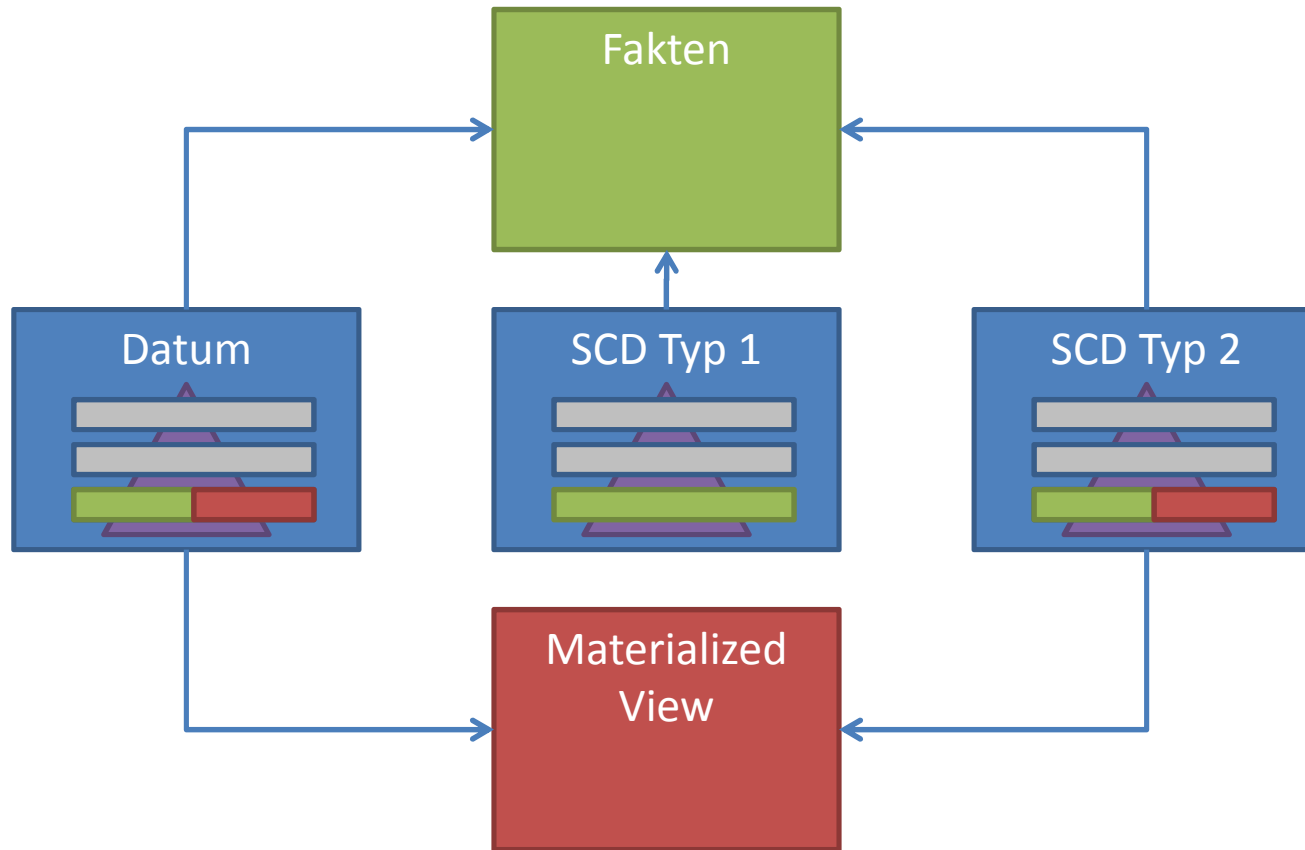 Fakten
Datum
SCD Typ 1
SCD Typ 2
Materialized
View